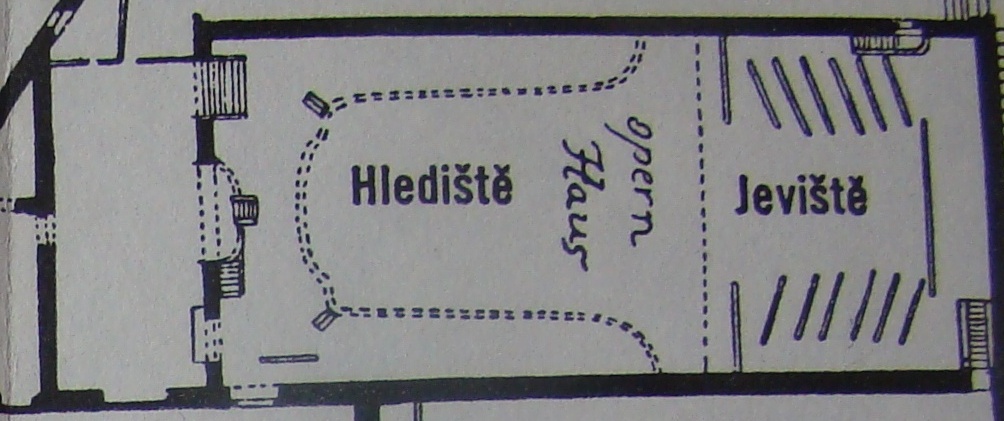 Hlediště
opern
Haus
Jeviště